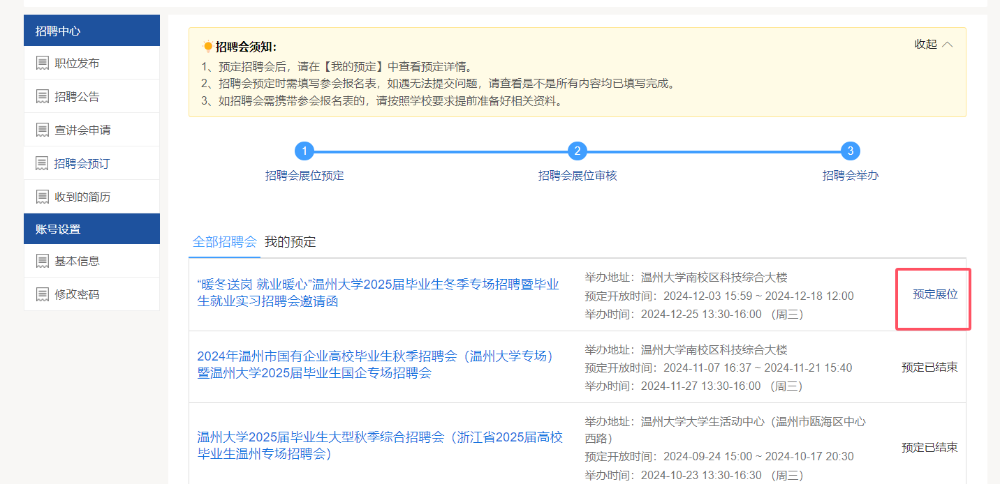 招聘中心
职位发布
招聘公告
宣讲会申请
招聘会预订
收到的简历
账号设置
基本信息
修改密码
招聘会须知：
收起
1、预定招聘会后，请在【我的预定】中查看预定详情。
2、招聘会预定时需填写参会报名表，如遇无法提交问题，请查看是不是所有内容均已填写完成。
3、如招聘会需携带参会报名表的，请按照学校要求提前准备好相关资料。
1
2
3
招聘会展位预定
招聘会展位审核
招聘会举办
全部招聘会 我的预定
“暖冬送岗 就业暖心”温州大学2025届毕业生冬季专场招聘暨毕业
生就业实习招聘会邀请函
举办地址：温州大学南校区科技综合大楼
预定开放时间：2024-12-03 15:59 ~ 2024-12-18 12:00
举办时间：2024-12-25 13:30-16:00 （周三）
预定展位
2024年温州市国有企业高校毕业生秋季招聘会（温州大学专场）
暨温州大学2025届毕业生国企专场招聘会
举办地址：温州大学南校区科技综合大楼
预定开放时间：2024-11-07 16:37 ~ 2024-11-21 15:40
举办时间：2024-11-27 13:30-16:00 （周三）
预定已结束
温州大学2025届毕业生大型秋季综合招聘会（浙江省2025届高校
毕业生温州专场招聘会）
举办地址：温州大学大学生活动中心（温州市瓯海区中心
西路）
预定开放时间：2024-09-24 15:00 ~ 2024-10-17 20:30
举办时间：2024-10-23 13:30-16:30 （周三）
预定已结束